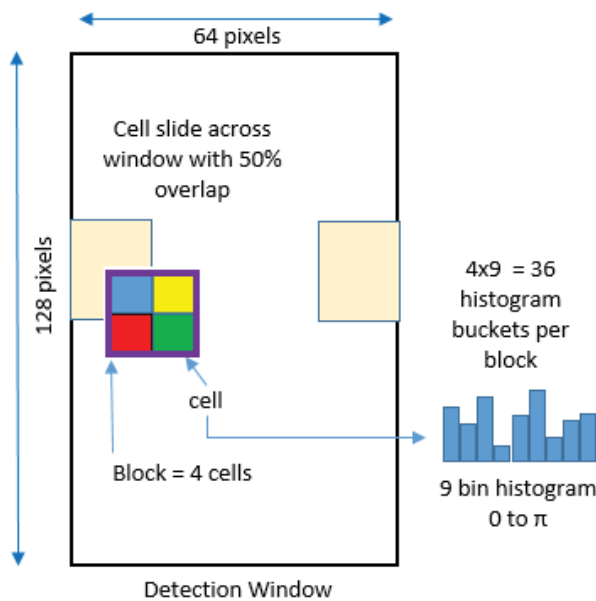 64 pixels
Cell slide across
window with 50%
overlap
128 pixels
4x9 = 36
histogram
buckets per
block
cell
Block = 4 cells
9 bin histogram
0 to π
Detection Window